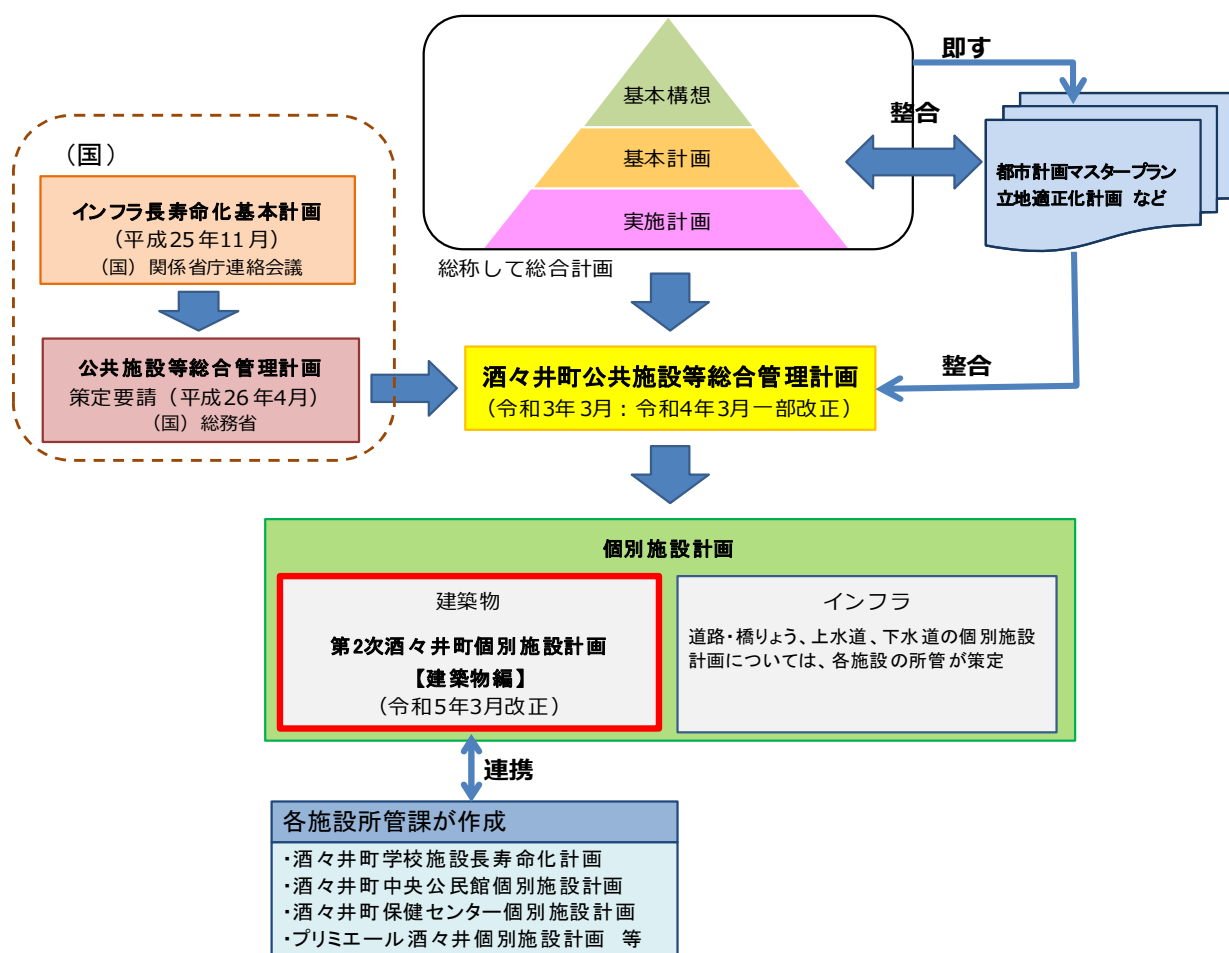 基本構想
基本計画
実施計画
総称して総合計画
即す
整合
都市計画マスタープラン
立地適正化計画 など
整合
（国）
インフラ長寿命化基本計画
（平成25年11月）
（国）関係省庁連絡会議
公共施設等総合管理計画
策定要請（平成26年4月）
（国）総務省
酒々井町公共施設等総合管理計画
（令和3年3月：令和4年3月一部改正）
個別施設計画
建築物
第2次酒々井町個別施設計画
【建築物編】
（令和5年3月改正）
インフラ
道路・橋りょう、上水道、下水道の個別施設
計画については、各施設の所管が策定
連携
各施設所管課が作成
・酒々井町学校施設長寿命化計画
・酒々井町中央公民館個別施設計画
・酒々井町保健センター個別施設計画
・プリミエール酒々井個別施設計画 等